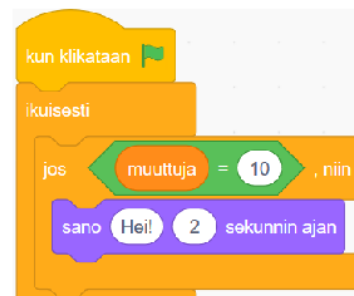 kun klikataan
ikuisesti
jos muuttuja = 10 , niin
sano Hei! 2 sekunnin ajan